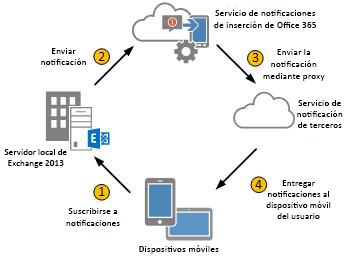 Servicio de notificaciones
de inserción de Office 365
Enviar
notificación
2
3
Enviar la
notificación
mediante proxy
Servicio de
notificación
de terceros
Servidor local de
Exchange 2013
E
1
Suscribirse a
notificaciones
4
Entregar
notificaciones al
dispositivo móvil
del usuario
Dispositivos móviles